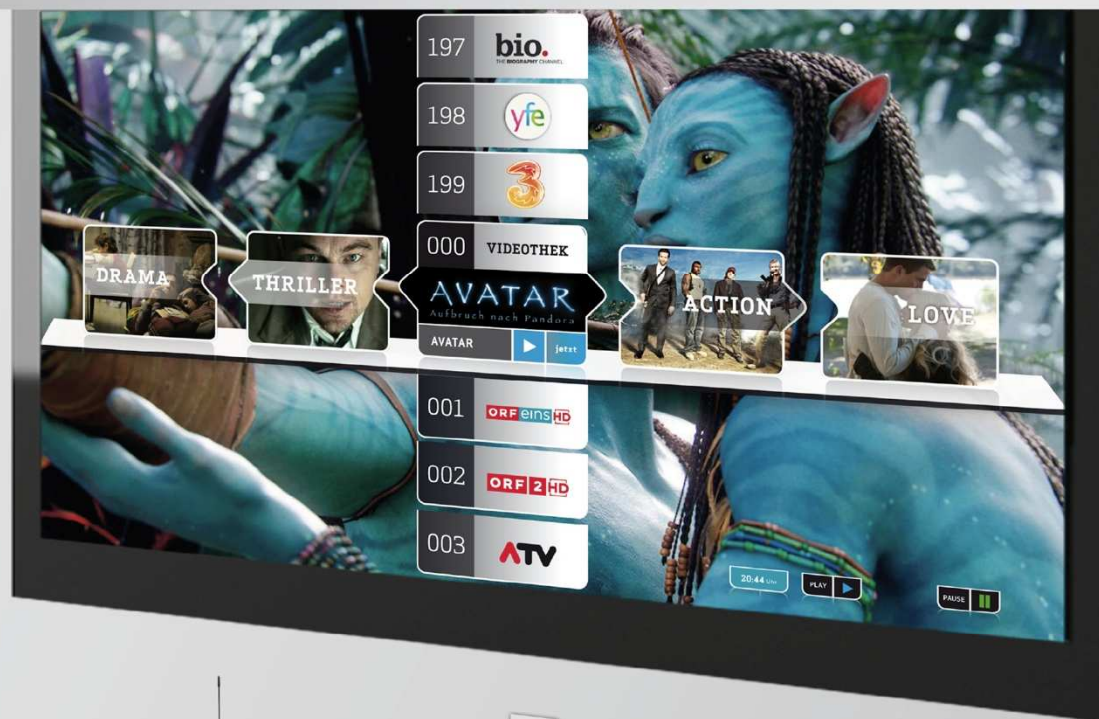 197 bio.
THE BIOGRAPHY CHANNEL
198 yfe
199 3
000 VIDEOTHEK
DRAMA
THRILLER
AVATAR
Aufbruch nach Pandora
AVATAR jetzt
ACTION
LOVE
001 ORF eins HD
002 ORF 2 HD
003 ATV
20:44 Uhr
PLAY
PAUSE